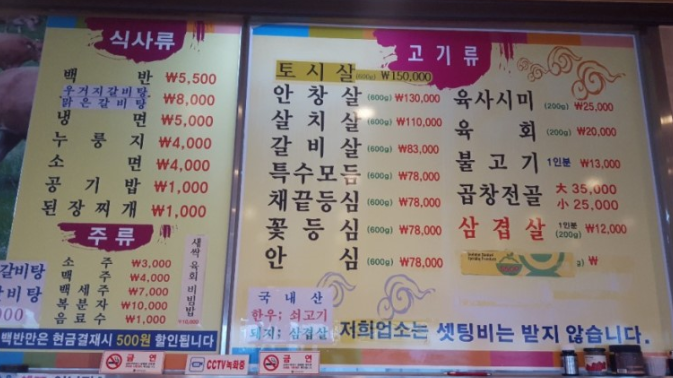 식사류
백반 ₩5,500
우거지갈비탕
맑은갈비탕 ₩8,000
냉면 ₩5,000
누룽지 ₩4,000
소면 ₩4,000
공기밥 ₩1,000
된장찌개 ₩1,000
주류
소주 ₩3,000
맥주 ₩4,000
백세주 ₩7,000
복분자 ₩10,000
음료수 ₩1,000
새싹육회비빔밥
백반만은 현금결제시 500원 할인됩니다
갈비탕
고기류
토시살 (600g) ₩150,000
안창살 (600g) ₩130,000
살치살 (600g) ₩110,000
갈비살 (600g) ₩83,000
특수모듬 (600g) ₩78,000
채끝등심 (600g) ₩78,000
꽃등심 (600g) ₩78,000
안심 (600g) ₩78,000
육사시미 (200g) ₩25,000
육회 (200g) ₩20,000
불고기 1인분 ₩13,000
곱창전골 大 35,000
小 25,000
삼겹살 1인분 (200g) ₩12,000
g) ₩
국내산
한우; 쇠고기
돼지; 삼겹살
저희업소는 셋팅비는 받지 않습니다.
금연
CCTV녹화중
금연